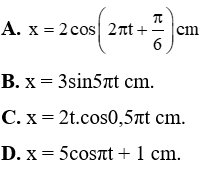 A. x = 2cos(2πt + π/6) cm
B. x = 3sin5πt cm.
C. x = 2t.cos0,5πt cm.
D. x = 5cosπt + 1 cm.